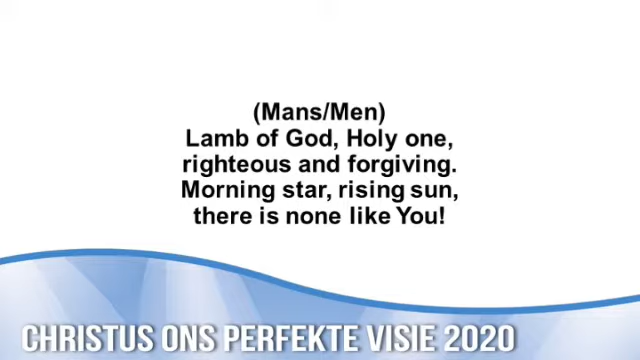 (Mans/Men)
Lamb of God, Holy one,
righteous and forgiving.
Morning star, rising sun,
there is none like You!
CHRISTUS ONS PERFEKTE VISIE 2020